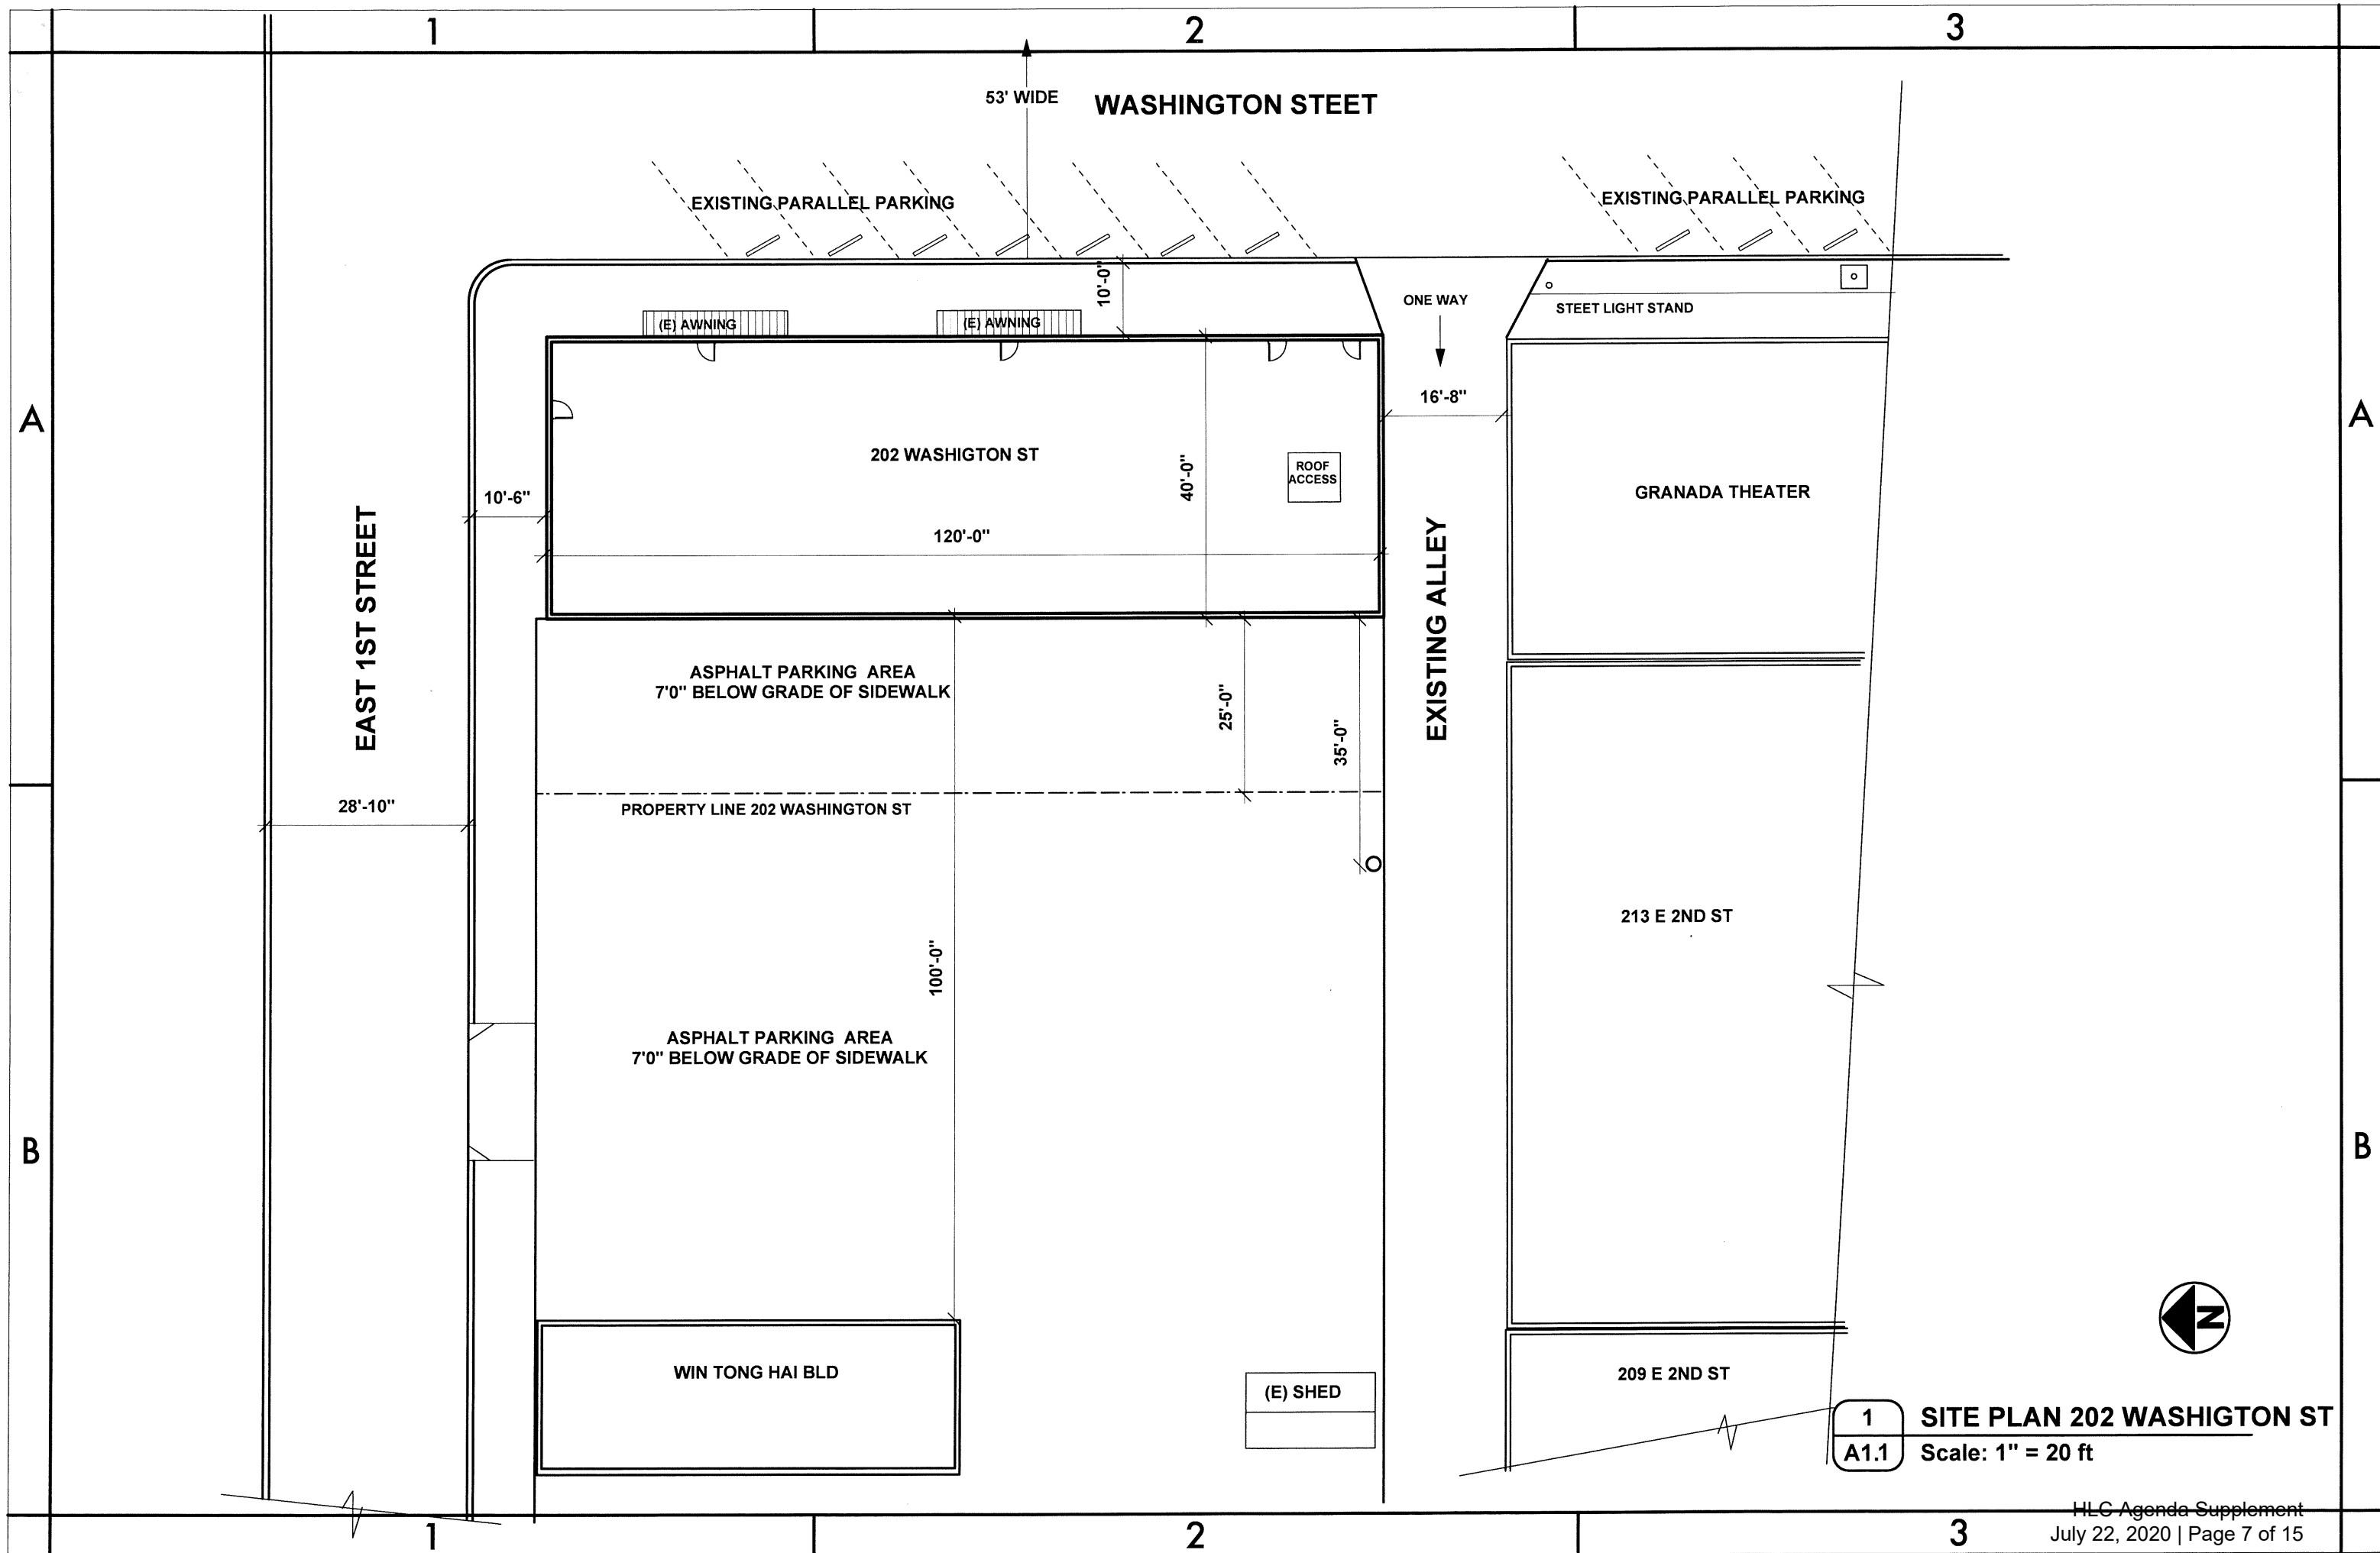 1
2
3
53' WIDE
WASHINGTON STEET
EXISTING PARALLEL PARKING
EXISTING PARALLEL PARKING
10'-0"
ONE WAY
STEET LIGHT STAND
(E) AWNING
(E) AWNING
16'-8"
A
A
202 WASHIGTON ST
40'-0"
ROOF
ACCESS
GRANADA THEATER
10'-6"
120'-0"
EAST 1ST STREET
EXISTING ALLEY
ASPHALT PARKING AREA
7'0" BELOW GRADE OF SIDEWALK
25'-0"
35'-0"
28'-10"
PROPERTY LINE 202 WASHINGTON ST
213 E 2ND ST
100'-0"
ASPHALT PARKING AREA
7'0" BELOW GRADE OF SIDEWALK
B
B
N
WIN TONG HAI BLD
(E) SHED
209 E 2ND ST
1
SITE PLAN 202 WASHIGTON ST
A1.1
Scale: 1" = 20 ft
HLC Agenda Supplement
July 22, 2020 | Page 7 of 15
1
2
3